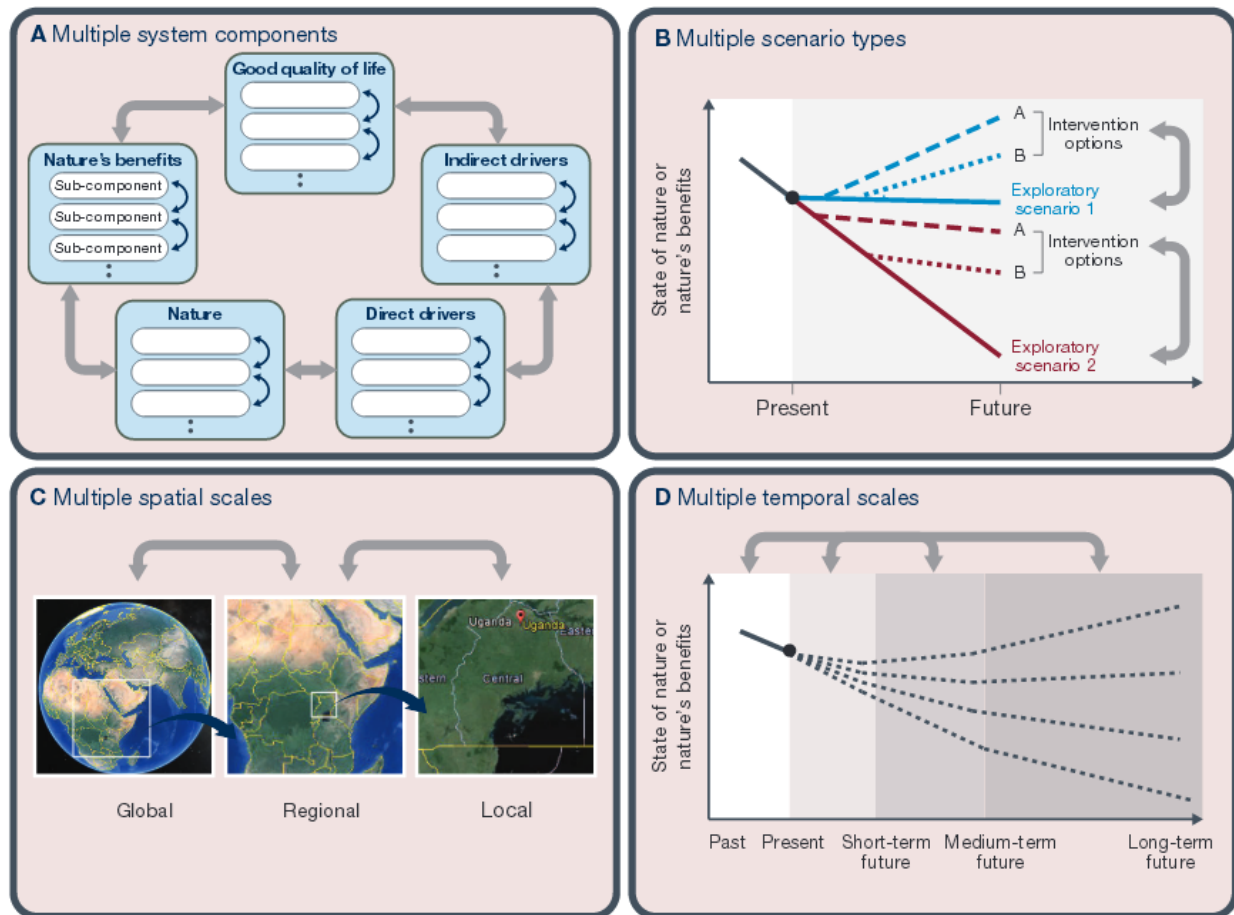 A Multiple system components
Good quality of life
Nature's benefits
Sub-component
Sub-component
Sub-component
Indirect drivers
Nature
Direct drivers
B Multiple scenario types
State of nature or
nature's benefits
A
B
Intervention
options
Exploratory
scenario 1
A
B
Intervention
options
Exploratory
scenario 2
Present
Future
C Multiple spatial scales
Uganda
Uganda
Eastern
stern
Central
Global
Regional
Local
D Multiple temporal scales
State of nature or
nature's benefits
Past
Present
Short-term
future
Medium-term
future
Long-term
future